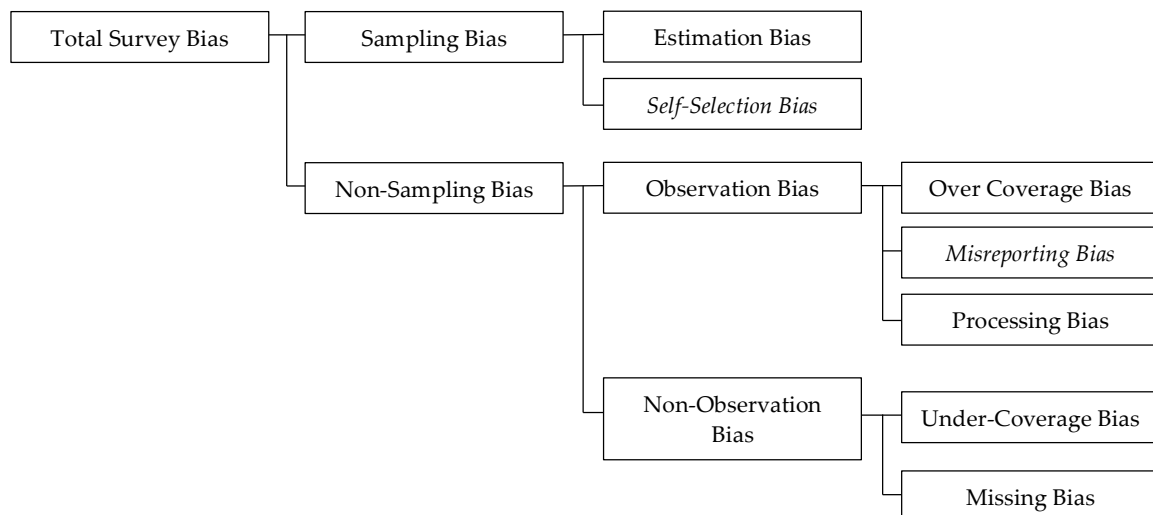 Total Survey Bias
Sampling Bias
Estimation Bias
Self-Selection Bias
Non-Sampling Bias
Observation Bias
Over Coverage Bias
Misreporting Bias
Processing Bias
Non-Observation
Bias
Under-Coverage Bias
Missing Bias